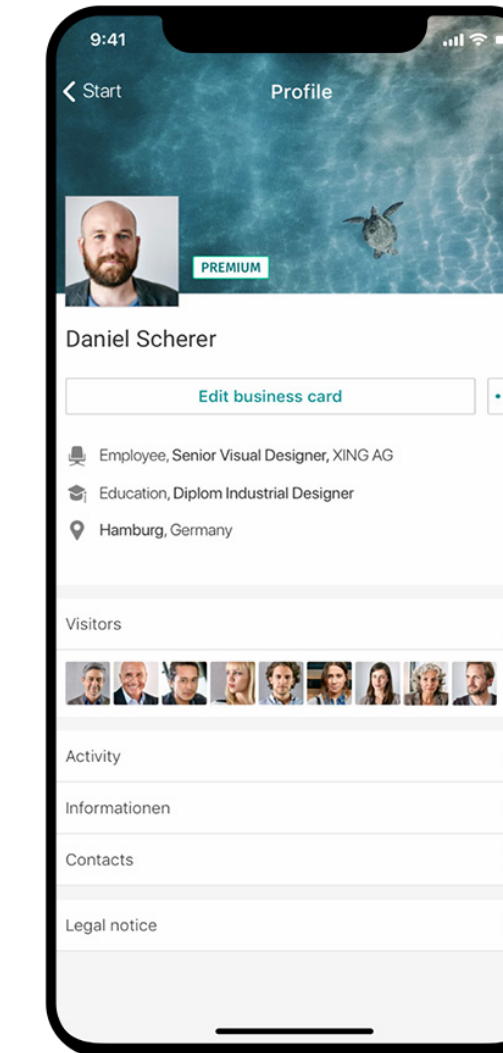 9:41
Start
Profile
PREMIUM
Daniel Scherer
Edit business card
Employee, Senior Visual Designer, XING AG
Education, Diplom Industrial Designer
Hamburg, Germany
Visitors
Activity
Informationen
Contacts
Legal notice